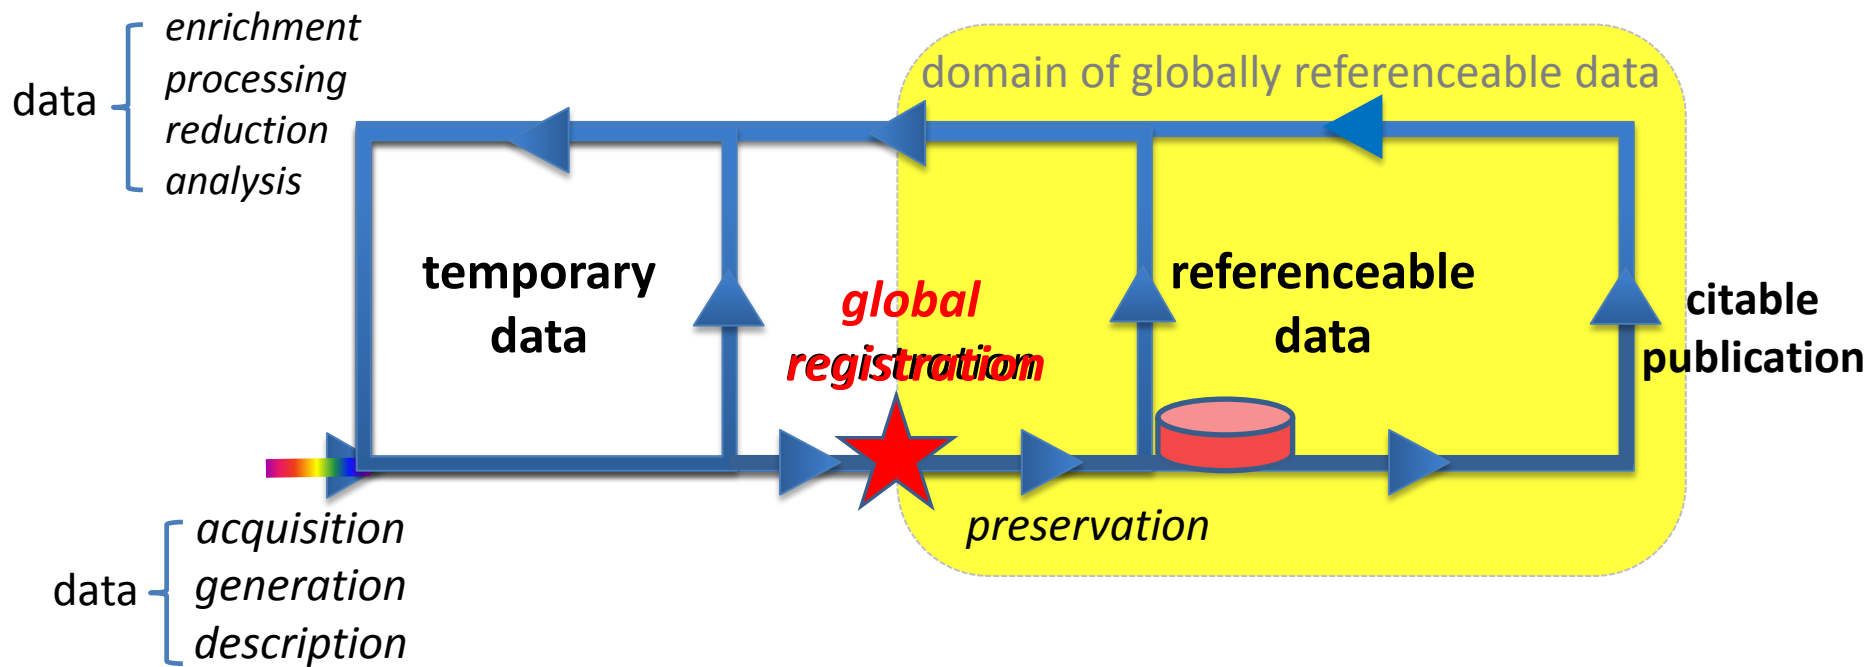 data
enrichment
processing
reduction
analysis
domain of globally referenceable data
temporary
data
global
registration
referenceable
data
citable
publication
preservation
data
acquisition
generation
description